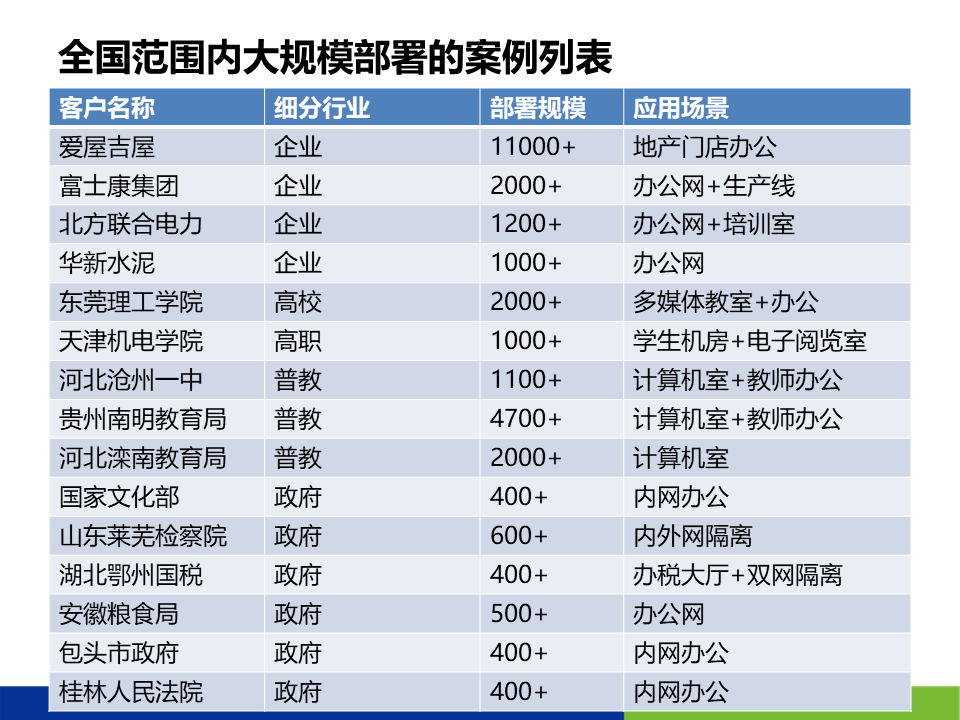 全国范围内大规模部署的案例列表
客户名称 细分行业 部署规模 应用场景
爱屋吉屋 企业 11000+ 地产门店办公
富士康集团 企业 2000+ 办公网+生产线
北方联合电力 企业 1200+ 办公网+培训室
华新水泥 企业 1000+ 办公网
东莞理工学院 高校 2000+ 多媒体教室+办公
天津机电学院 高职 1000+ 学生机房+电子阅览室
河北沧州一中 普教 1100+ 计算机室+教师办公
贵州南明教育局 普教 4700+ 计算机室+教师办公
河北滦南教育局 普教 2000+ 计算机室
国家文化部 政府 400+ 内网办公
山东莱芜检察院 政府 600+ 内外网隔离
湖北鄂州国税 政府 400+ 办税大厅+双网隔离
安徽粮食局 政府 500+ 办公网
包头市政府 政府 400+ 内网办公
桂林人民法院 政府 400+ 内网办公